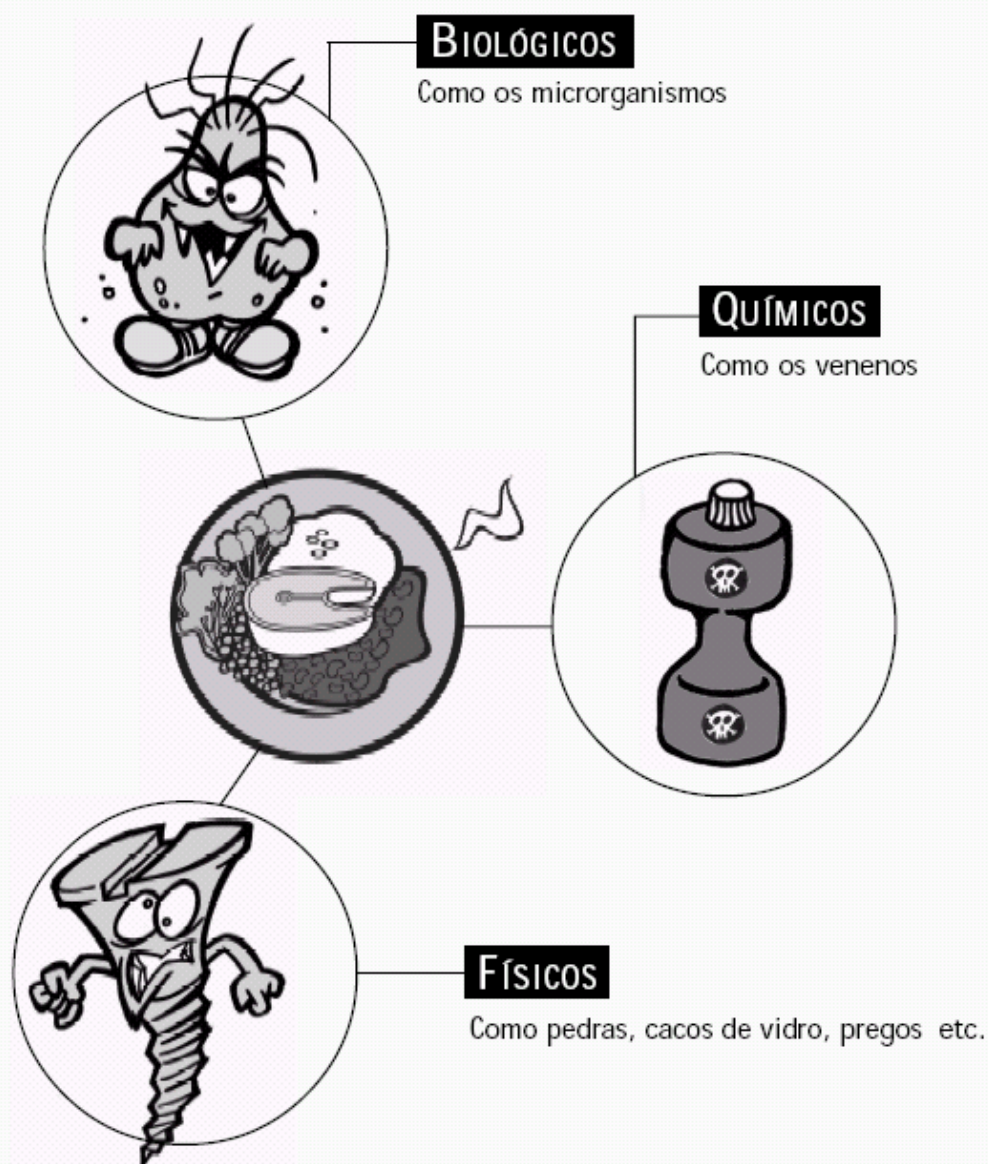 BIOLÓGICOS
Como os microrganismos
QUÍMICOS
Como os venenos
FÍSICOS
Como pedras, cacos de vidro, pregos etc.